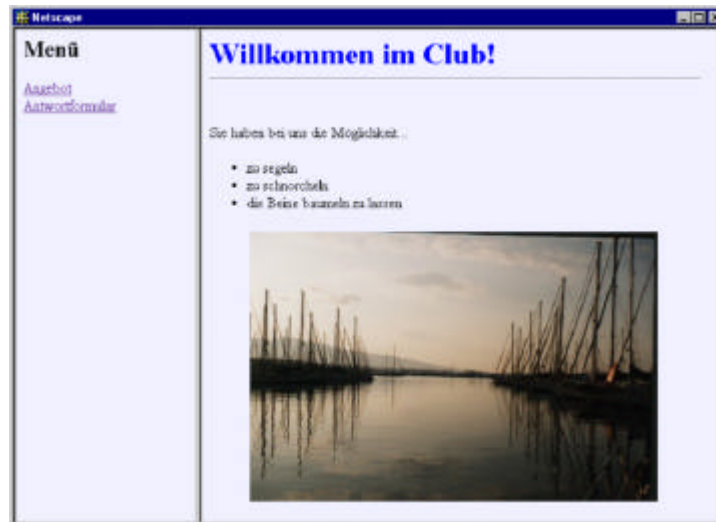 Netscape
Menü
Angebot
Antwortformular
Willkommen im Club!
Sie haben bei uns die Möglichkeit...
zu segeln
zu schnorcheln
die Beine baumeln zu lassen